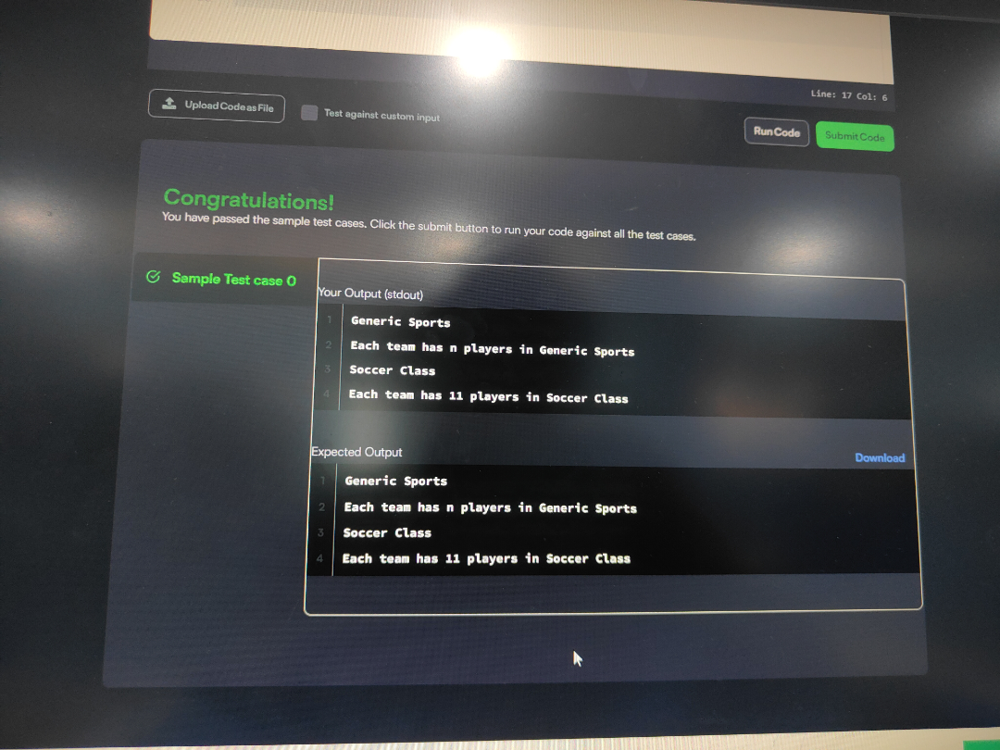 Line: 17 Col: 6
Upload Code as File
Test against custom input
Run Code
Submit Code
Congratulations!
You have passed the sample test cases. Click the submit button to run your code against all the test cases.
Sample Test case 0
Your Output (stdout)
1 Generic Sports
2 Each team has n players in Generic Sports
3 Soccer Class
4 Each team has 11 players in Soccer Class
Expected Output
Download
1 Generic Sports
2 Each team has n players in Generic Sports
3 Soccer Class
4 Each team has 11 players in Soccer Class